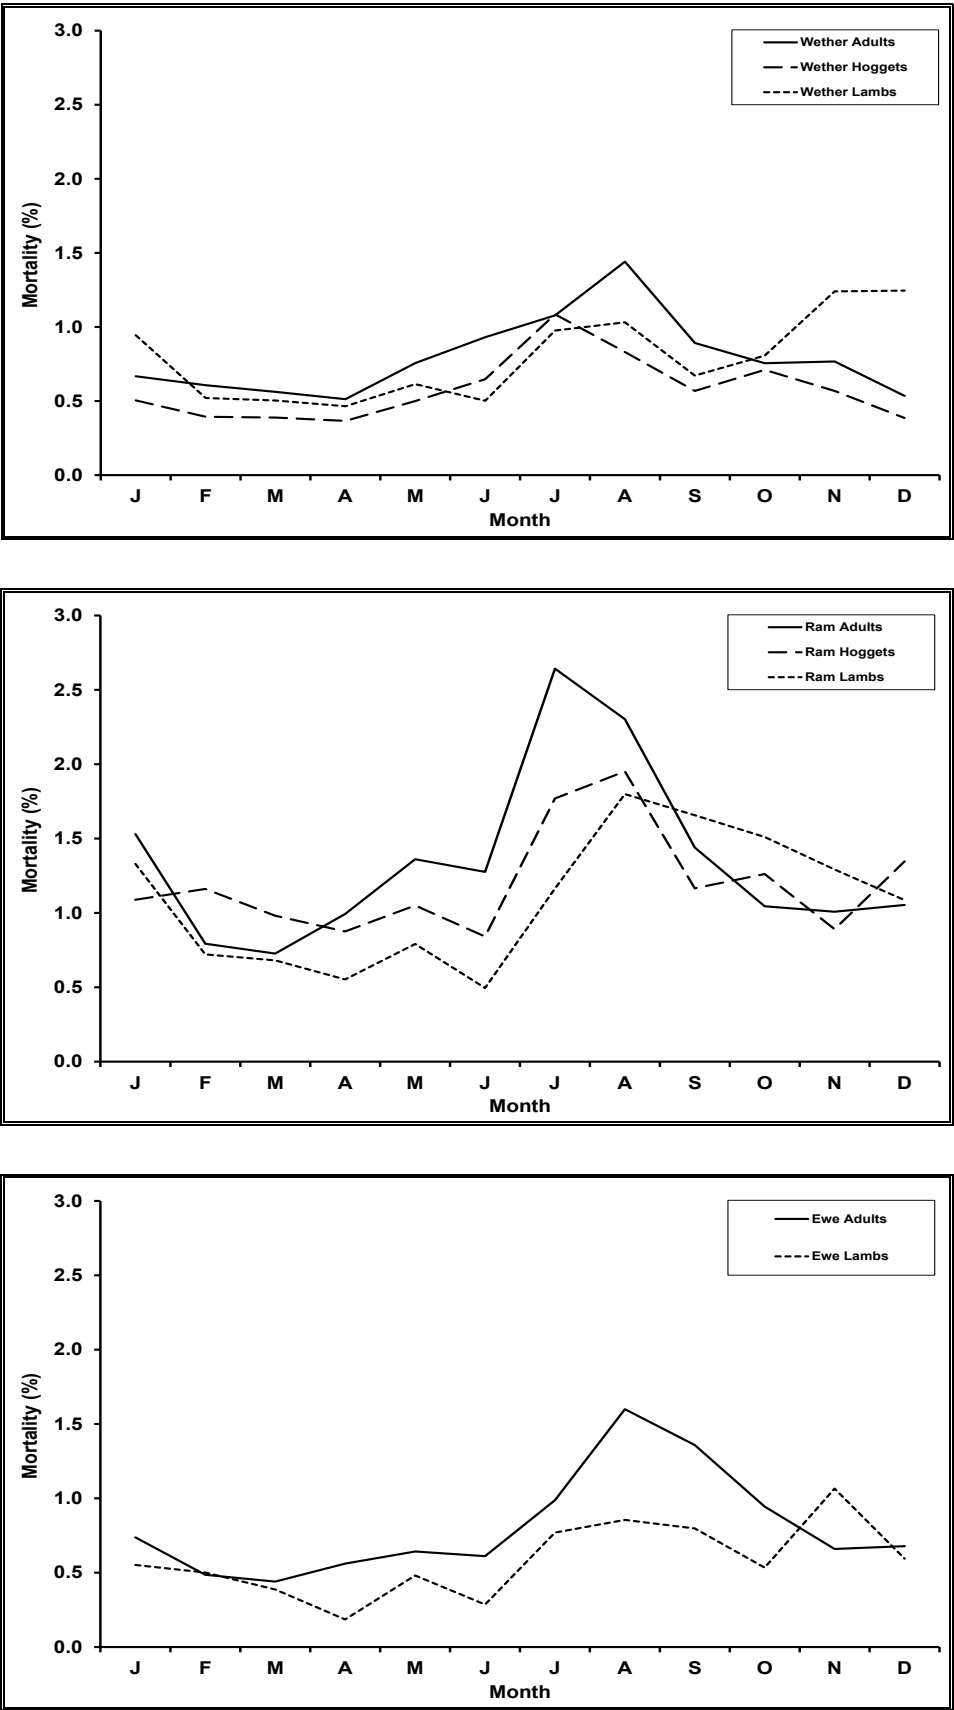 3.0
Wether Adults
Wether Hoggets
Wether Lambs
2.5
2.0
1.5
1.0
0.5
0.0
Mortality (%)
J F M A M J J A S O N D
Month
3.0
Ram Adults
Ram Hoggets
Ram Lambs
2.5
2.0
1.5
1.0
0.5
0.0
Mortality (%)
J F M A M J J A S O N D
Month
3.0
Ewe Adults
Ewe Lambs
2.5
2.0
1.5
1.0
0.5
0.0
Mortality (%)
J F M A M J J A S O N D
Month